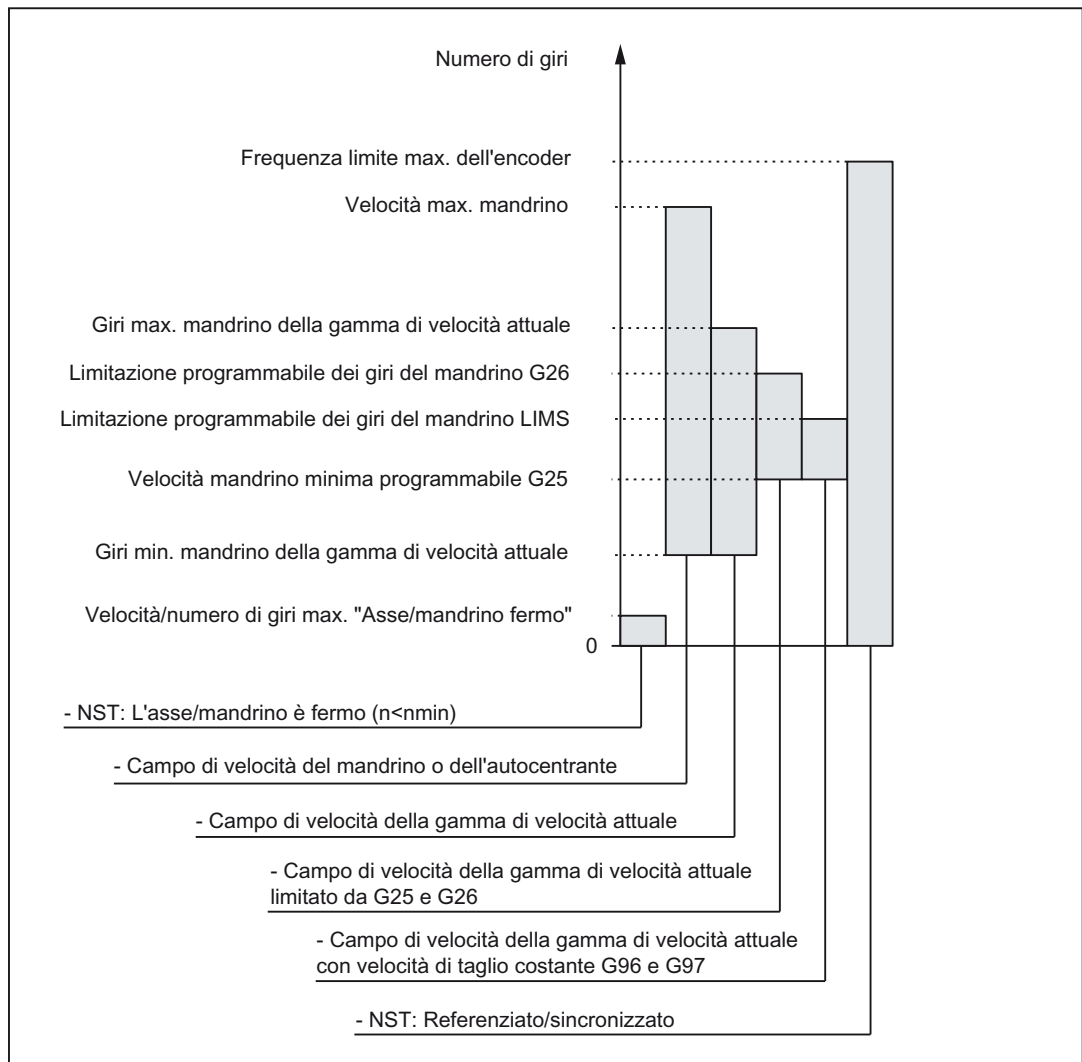 Numero di giri
Frequenza limite max. dell'encoder
Velocità max. mandrino
Giri max. mandrino della gamma di velocità attuale
Limitazione programmabile dei giri del mandrino G26
Limitazione programmabile dei giri del mandrino LIMS
Velocità mandrino minima programmabile G25
Giri min. mandrino della gamma di velocità attuale
Velocità/numero di giri max. "Asse/mandrino fermo"
0
- NST: L'asse/mandrino è fermo (n<nmin)
- Campo di velocità del mandrino o dell'autocentrante
- Campo di velocità della gamma di velocità attuale
- Campo di velocità della gamma di velocità attuale
limitato da G25 e G26
- Campo di velocità della gamma di velocità attuale
con velocità di taglio costante G96 e G97
- NST: Referenziato/sincronizzato